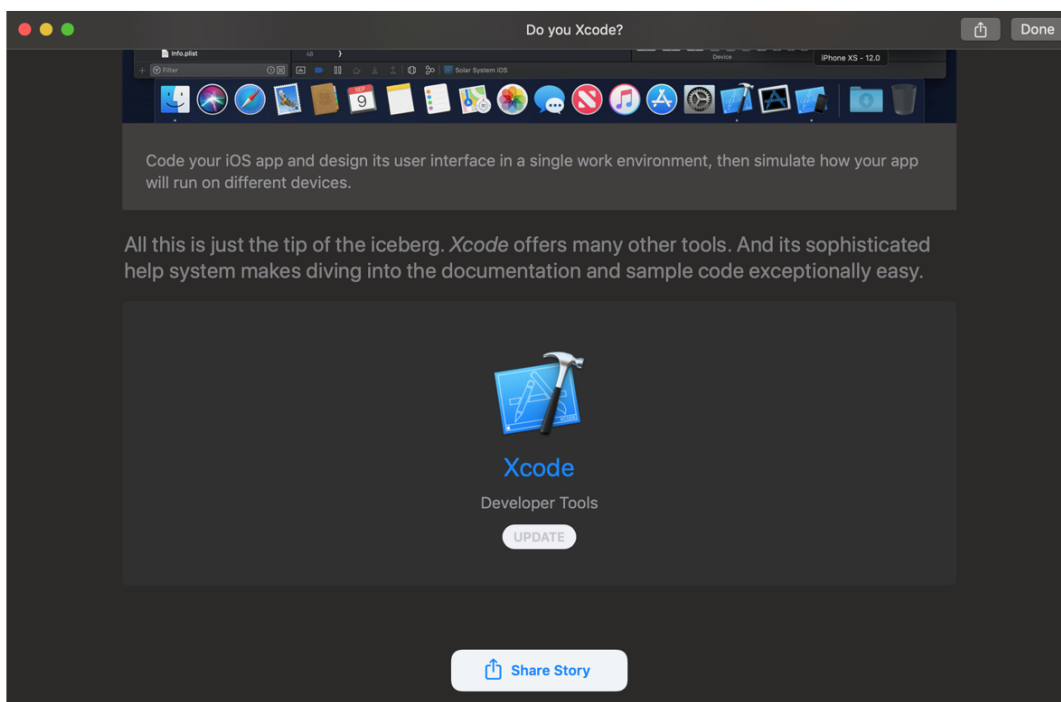 Do you Xcode?
Done
Info.plist
48 }
Device
iPhone XS - 12.0
Filter
Solar System iOS
SEP
9
Code your iOS app and design its user interface in a single work environment, then simulate how your app
will run on different devices.
All this is just the tip of the iceberg. Xcode offers many other tools. And its sophisticated
help system makes diving into the documentation and sample code exceptionally easy.
Xcode
Developer Tools
UPDATE
Share Story